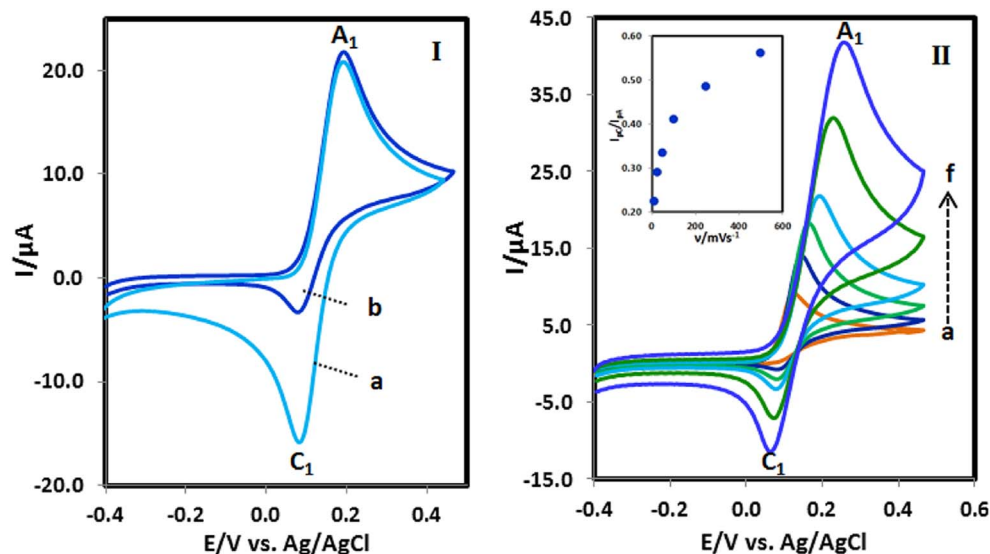 A₁
I
20.0
10.0
0.0
-10.0
-20.0
I/µA
b
a
C₁
-0.4
-0.2
0.0
0.2
0.4
E/V vs. Ag/AgCl
45.0
35.0
25.0
15.0
5.0
-5.0
-15.0
I/µA
A₁
II
0.60
0.50
0.40
0.30
0.20
IₚC/IₚA
0
200
400
600
v/mVs⁻¹
f
a
C₁
-0.4
-0.2
0.0
0.2
0.4
0.6
E/V vs. Ag/AgCl